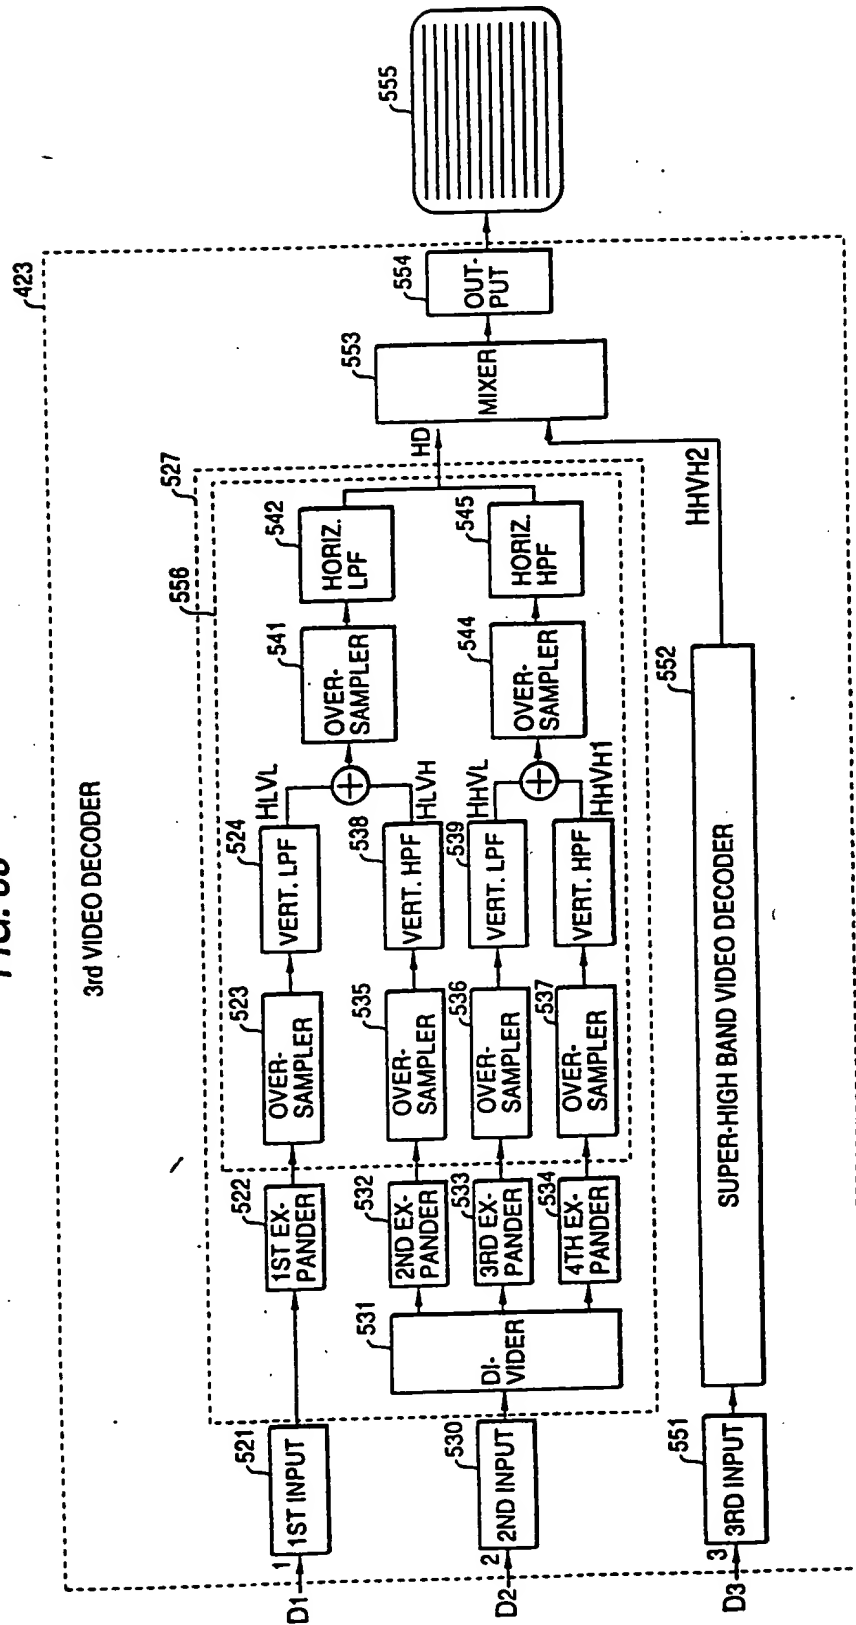 3rd VIDEO DECODER
423
527
556
D1
1
521
1ST INPUT
522
1ST EX-
PANDER
523
OVER-
SAMPLER
524
VERT. LPF
HLVL
541
OVER-
SAMPLER
542
HORIZ.
LPF
D2
2
530
2ND INPUT
531
DI-
VIDER
532
2ND EX-
PANDER
535
OVER-
SAMPLER
538
VERT. HPF
HLVH
533
3RD EX-
PANDER
536
OVER-
SAMPLER
539
VERT. LPF
HHVL
534
4TH EX-
PANDER
537
OVER-
SAMPLER
VERT. HPF
HHVH1
544
OVER-
SAMPLER
545
HORIZ.
HPF
HD
553
MIXER
554
OUT-
PUT
555
D3
3
551
3RD INPUT
552
SUPER-HIGH BAND VIDEO DECODER
HHVH2